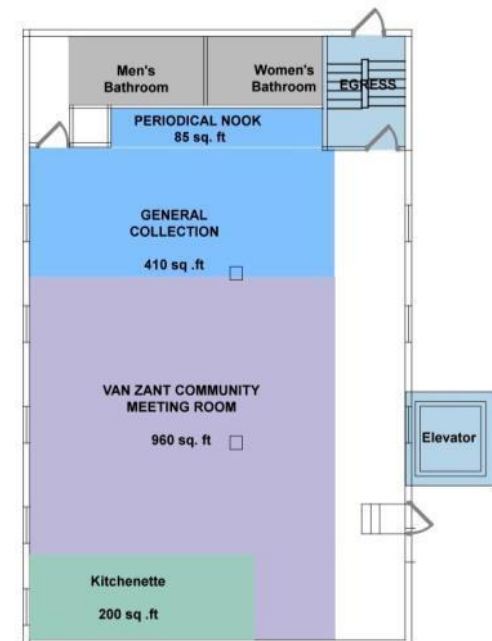 Men's
Bathroom
Women's
Bathroom
EGRESS
PERIODICAL NOOK
85 sq. ft
GENERAL
COLLECTION
410 sq .ft
VAN ZANT COMMUNITY
MEETING ROOM
960 sq. ft
Elevator
Kitchenette
200 sq .ft